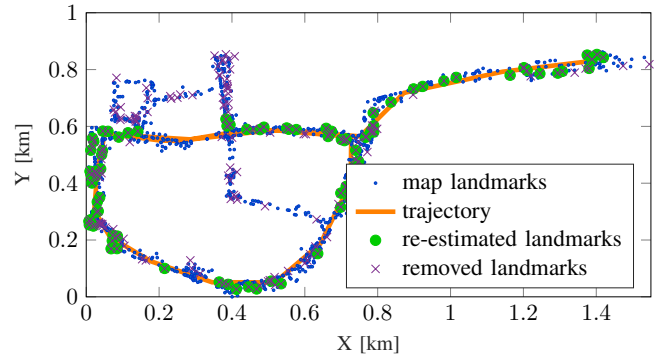 1
0.8
0.6
0.4
0.2
0
Y [km]
0 0.2 0.4 0.6 0.8 1 1.2 1.4
X [km]
map landmarks
trajectory
re-estimated landmarks
removed landmarks